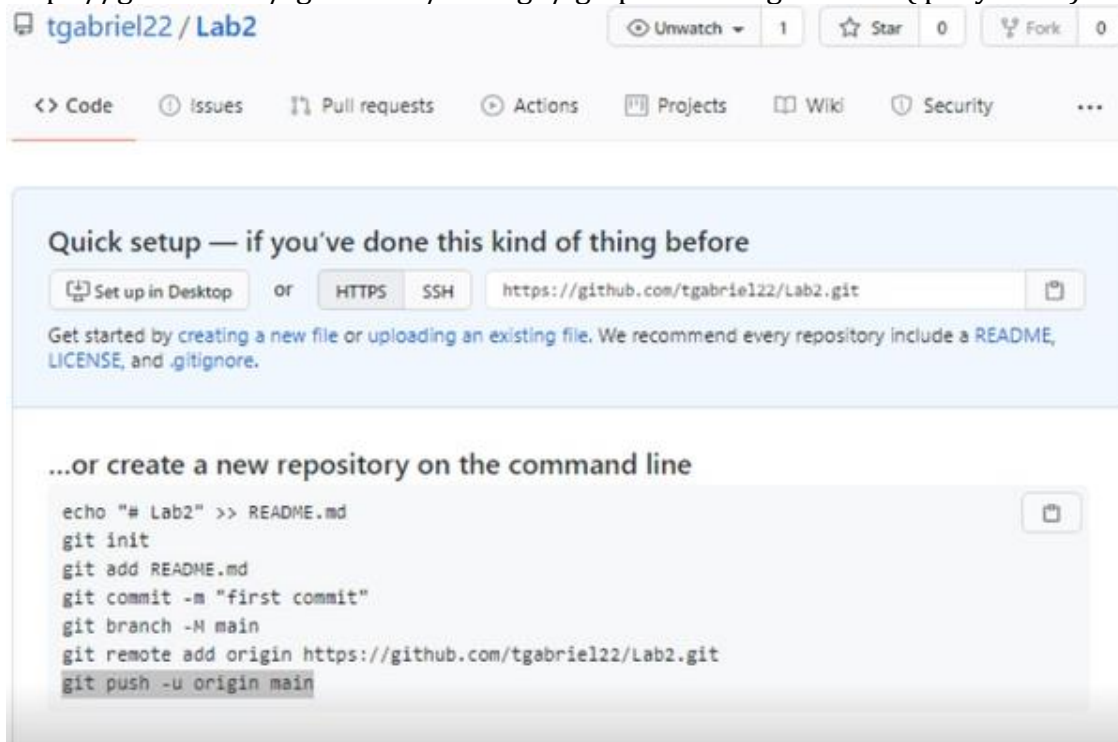 tgabriel22 / Lab2
Unwatch 1 Star 0 Fork 0
<> Code Issues Pull requests Actions Projects Wiki Security ...
Quick setup — if you've done this kind of thing before
Set up in Desktop or HTTPS SSH https://github.com/tgabriel22/Lab2.git
Get started by creating a new file or uploading an existing file. We recommend every repository include a README,
LICENSE, and .gitignore.
...or create a new repository on the command line
echo "# Lab2" >> README.md
git init
git add README.md
git commit -m "first commit"
git branch -M main
git remote add origin https://github.com/tgabriel22/Lab2.git
git push -u origin main